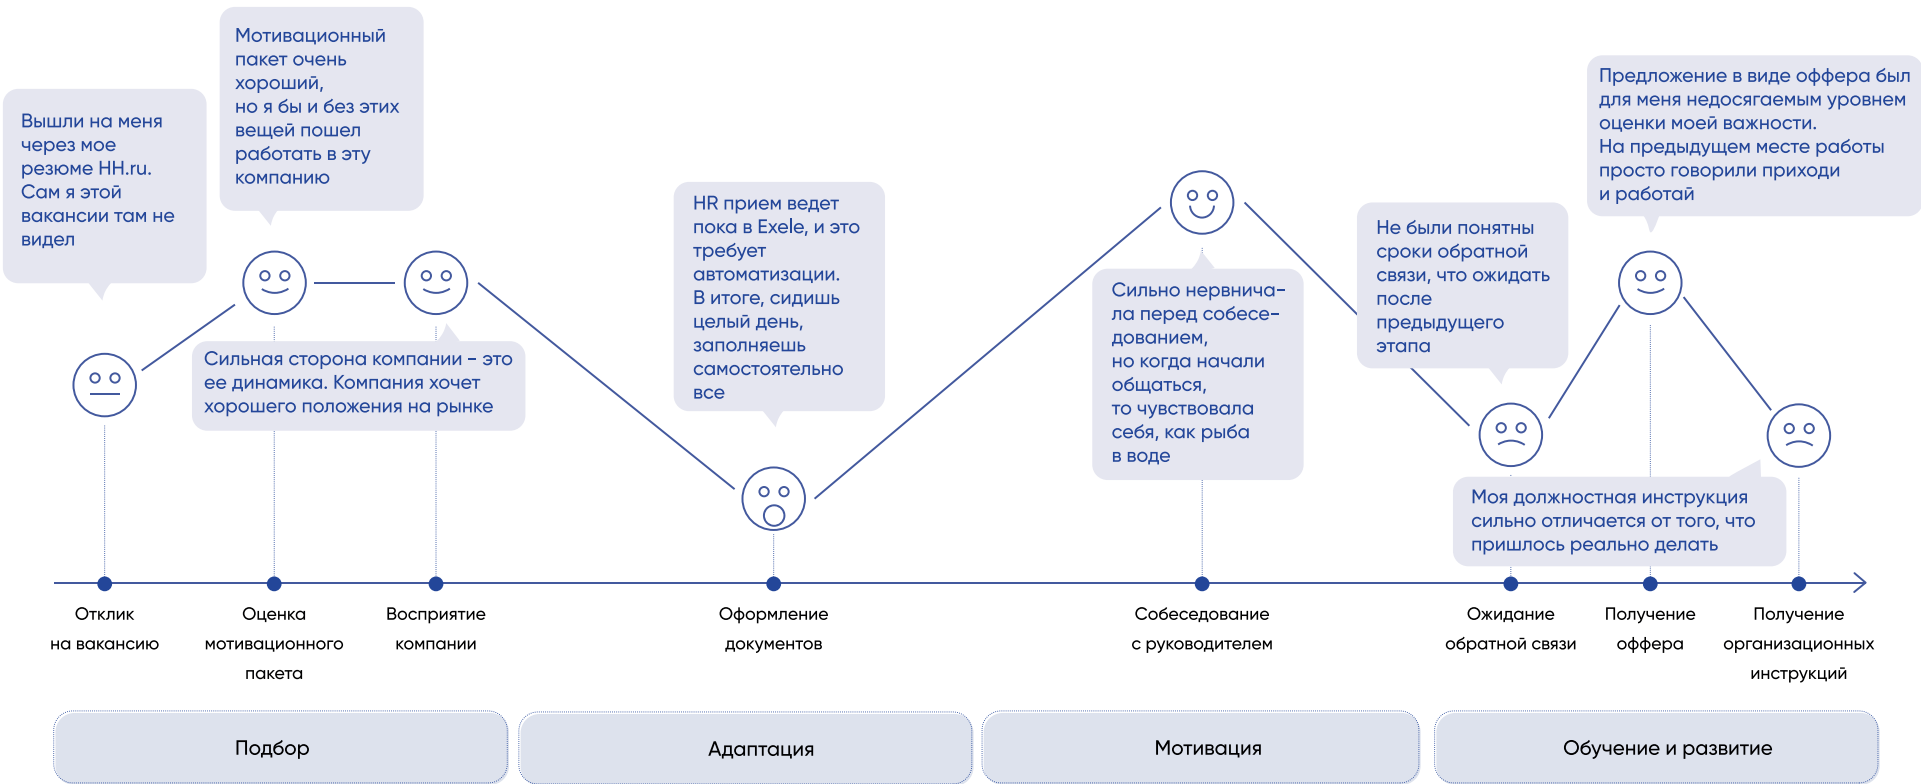 Вышли на меня
через мое
резюме HH.ru.
Сам я этой
вакансии там не
видел
Мотивационный
пакет очень
хороший,
но я бы и без этих
вещей пошел
работать в эту
компанию
Сильная сторона компании – это
ее динамика. Компания хочет
хорошего положения на рынке
HR прием ведет
пока в Exele, и это
требует
автоматизации.
В итоге, сидишь
целый день,
заполняешь
самостоятельно
все
Сильно нервнича-
ла перед собесе-
дованием,
но когда начали
общаться,
то чувствовала
себя, как рыба
в воде
Не были понятны
сроки обратной
связи, что ожидать
после
предыдущего
этапа
Предложение в виде оффера был
для меня недосягаемым уровнем
оценки моей важности.
На предыдущем месте работы
просто говорили приходи
и работай
Моя должностная инструкция
сильно отличается от того, что
пришлось реально делать
Отклик
на вакансию
Оценка
мотивационного
пакета
Восприятие
компании
Оформление
документов
Собеседование
с руководителем
Ожидание
обратной связи
Получение
оффера
Получение
организационных
инструкций
Подбор
Адаптация
Мотивация
Обучение и развитие